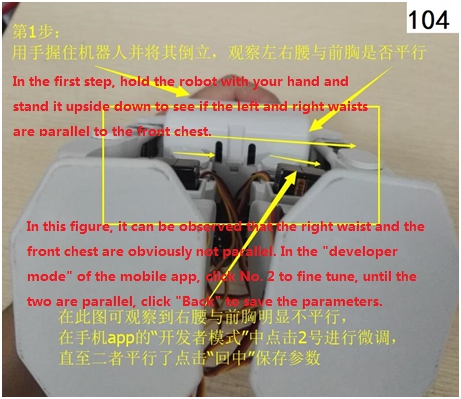 104
第1步:
用手握住机器人并将其倒立，观察左右腰与前胸是否平行
In the first step, hold the robot with your hand and
stand it upside down to see if the left and right waists
are parallel to the front chest.
In this figure, it can be observed that the right waist and the
front chest are obviously not parallel. In the "developer
mode" of the mobile app, click No. 2 to fine tune, until the
two are parallel, click "Back" to save the parameters.
在此图可观察到右腰与前胸明显不平行，
在手机app的“开发者模式”中点击2号进行微调，
直至二者平行了点击“回中”保存参数